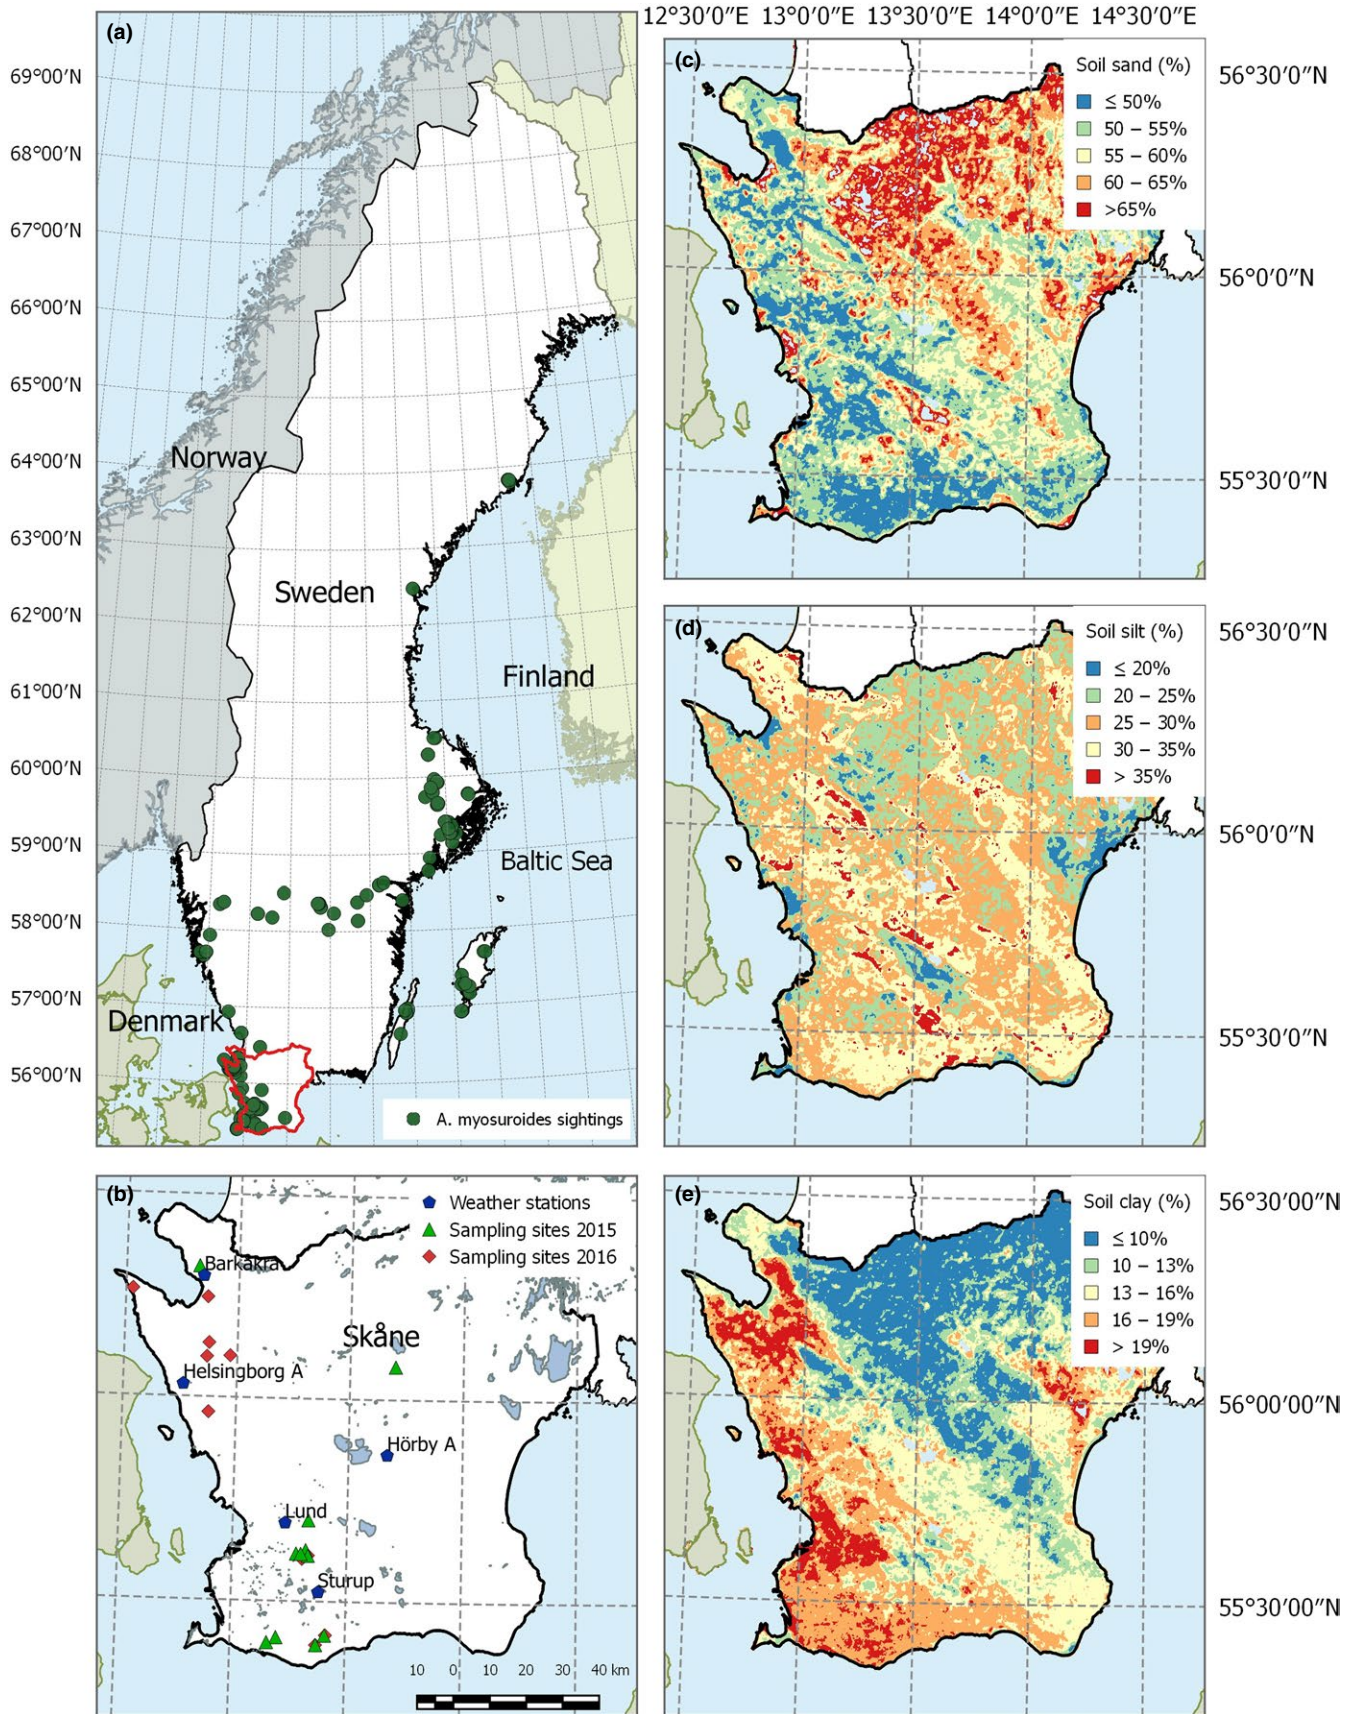 (a)
69°00′N
68°00′N
67°00′N
66°00′N
65°00′N
64°00′N
63°00′N
62°00′N
61°00′N
60°00′N
59°00′N
58°00′N
57°00′N
56°00′N
Norway
Sweden
Finland
Baltic Sea
Denmark
A. myosuroides sightings
(b)
Weather stations
Sampling sites 2015
Sampling sites 2016
Barkåkra
Skåne
Helsingborg A
Hörby A
Lund
Sturup
10 0 10 20 30 40 km
12°30′0″E 13°0′0″E 13°30′0″E 14°0′0″E 14°30′0″E
(c)
Soil sand (%)
≤ 50%
50 – 55%
55 – 60%
60 – 65%
>65%
56°30′0″N
56°0′0″N
55°30′0″N
(d)
Soil silt (%)
≤ 20%
20 – 25%
25 – 30%
30 – 35%
> 35%
56°30′0″N
56°0′0″N
55°30′0″N
(e)
Soil clay (%)
≤ 10%
10 – 13%
13 – 16%
16 – 19%
> 19%
56°30′00″N
56°00′00″N
55°30′00″N